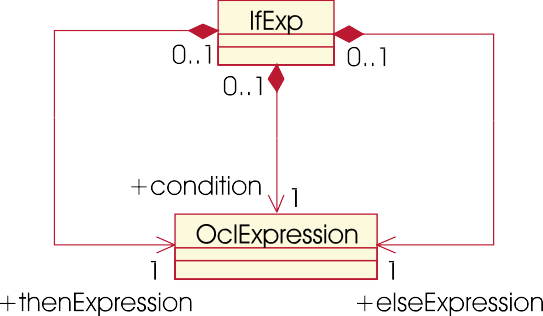 IfExp
0..1
0..1
0..1
+condition
1
OclExpression
1
1
+thenExpression
+elseExpression